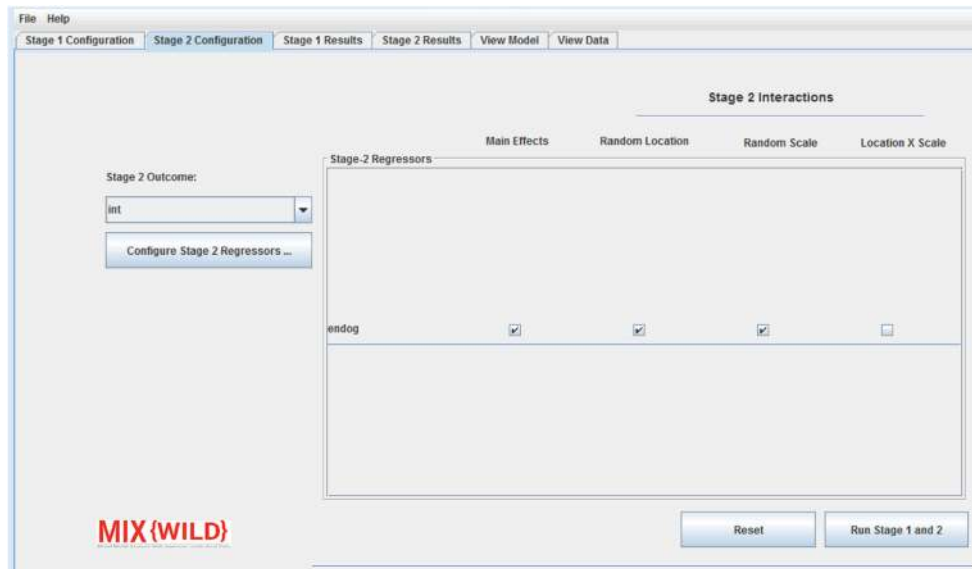 File Help
Stage 1 Configuration Stage 2 Configuration Stage 1 Results Stage 2 Results View Model View Data
Stage 2 Interactions
Main Effects Random Location Random Scale Location X Scale
Stage-2 Regressors
Stage 2 Outcome:
int
Configure Stage 2 Regressors ...
endog
MIX {WILD}
Reset Run Stage 1 and 2